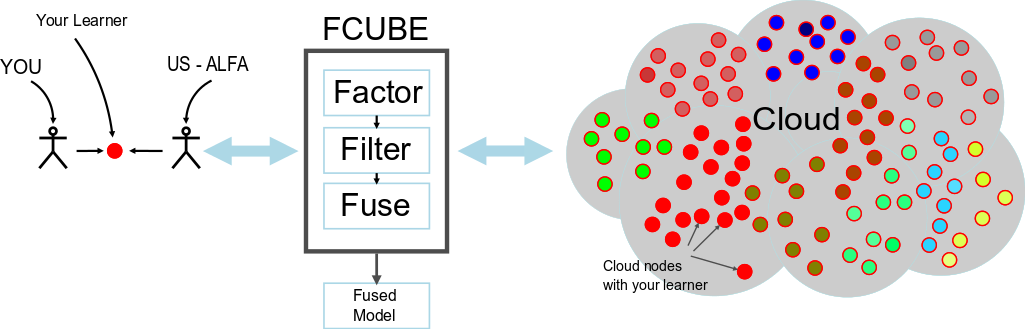 Your Learner
YOU
US - ALFA
FCUBE
Factor
Filter
Fuse
Fused
Model
Cloud
Cloud nodes
with your learner